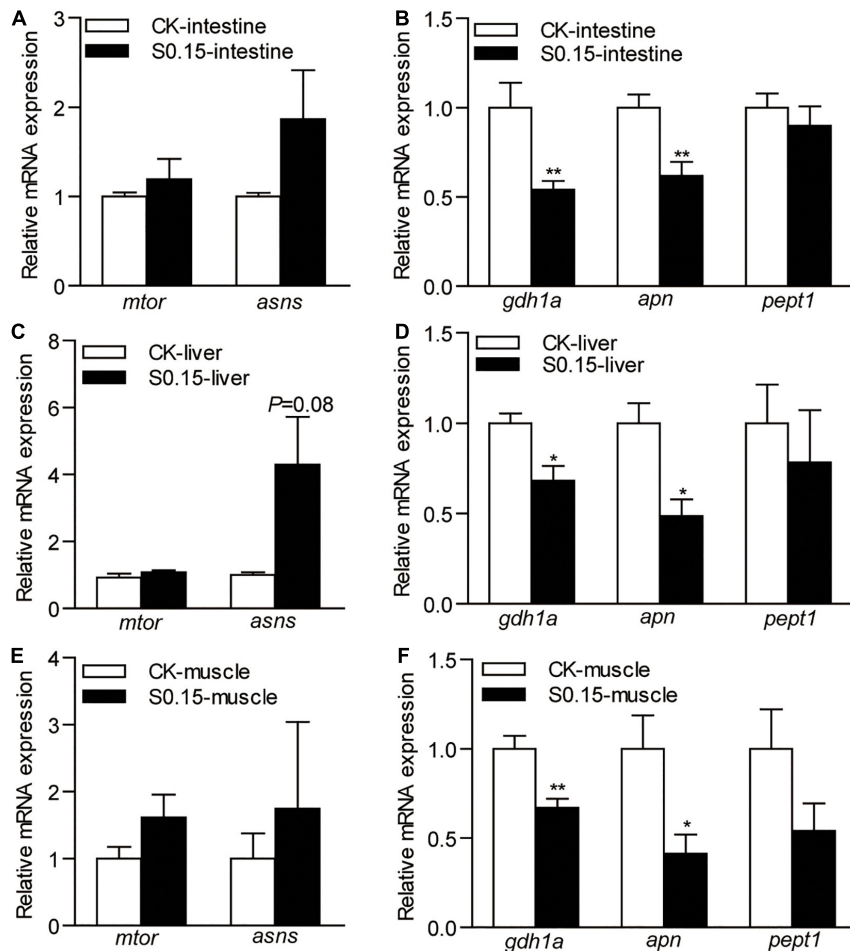 A
Relative mRNA expression
3
2
1
0
CK-intestine
S0.15-intestine
mtor
asns
B
Relative mRNA expression
1.5
1.0
0.5
0.0
CK-intestine
S0.15-intestine
**
**
gdh1a
apn
pept1
C
Relative mRNA expression
8
6
4
2
0
CK-liver
S0.15-liver
P=0.08
mtor
asns
D
Relative mRNA expression
1.5
1.0
0.5
0.0
CK-liver
S0.15-liver
*
*
gdh1a
apn
pept1
E
Relative mRNA expression
4
3
2
1
0
CK-muscle
S0.15-muscle
mtor
asns
F
Relative mRNA expression
1.5
1.0
0.5
0.0
CK-muscle
S0.15-muscle
**
*
gdh1a
apn
pept1